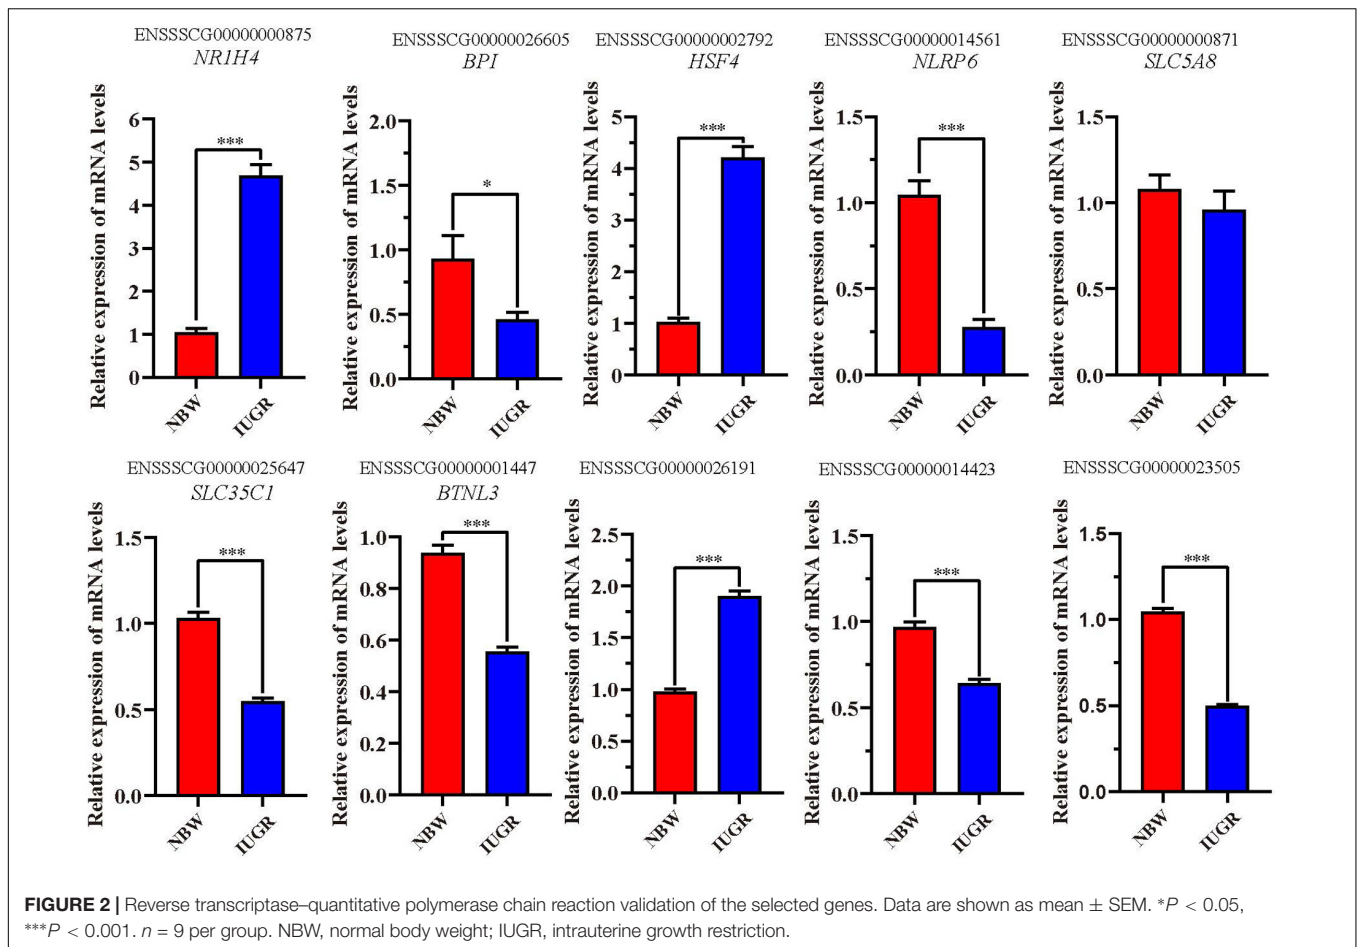 ENSSSCG00000000875
NR1H4
Relative expression of mRNA levels
6
5
4
3
2
1
0
***
NBW
IUGR
ENSSSCG00000026605
BPI
Relative expression of mRNA levels
2.0
1.5
1.0
0.5
0.0
*
NBW
IUGR
ENSSSCG00000002792
HSF4
Relative expression of mRNA levels
5
4
3
2
1
0
***
NBW
IUGR
ENSSSCG00000014561
NLRP6
Relative expression of mRNA levels
1.5
1.0
0.5
0.0
***
NBW
IUGR
ENSSSCG00000000871
SLC5A8
Relative expression of mRNA levels
1.5
1.0
0.5
0.0
NBW
IUGR
ENSSSCG00000025647
SLC35C1
Relative expression of mRNA levels
1.5
1.0
0.5
0.0
***
NBW
IUGR
ENSSSCG00000001447
BTNL3
Relative expression of mRNA levels
1.0
0.8
0.6
0.4
0.2
0.0
***
NBW
IUGR
ENSSSCG00000026191
Relative expression of mRNA levels
2.5
2.0
1.5
1.0
0.5
0.0
***
NBW
IUGR
ENSSSCG00000014423
Relative expression of mRNA levels
1.5
1.0
0.5
0.0
***
NBW
IUGR
ENSSSCG00000023505
Relative expression of mRNA levels
1.5
1.0
0.5
0.0
***
NBW
IUGR
FIGURE 2 | Reverse transcriptase–quantitative polymerase chain reaction validation of the selected genes. Data are shown as mean ± SEM. *P < 0.05,
***P < 0.001. n = 9 per group. NBW, normal body weight; IUGR, intrauterine growth restriction.